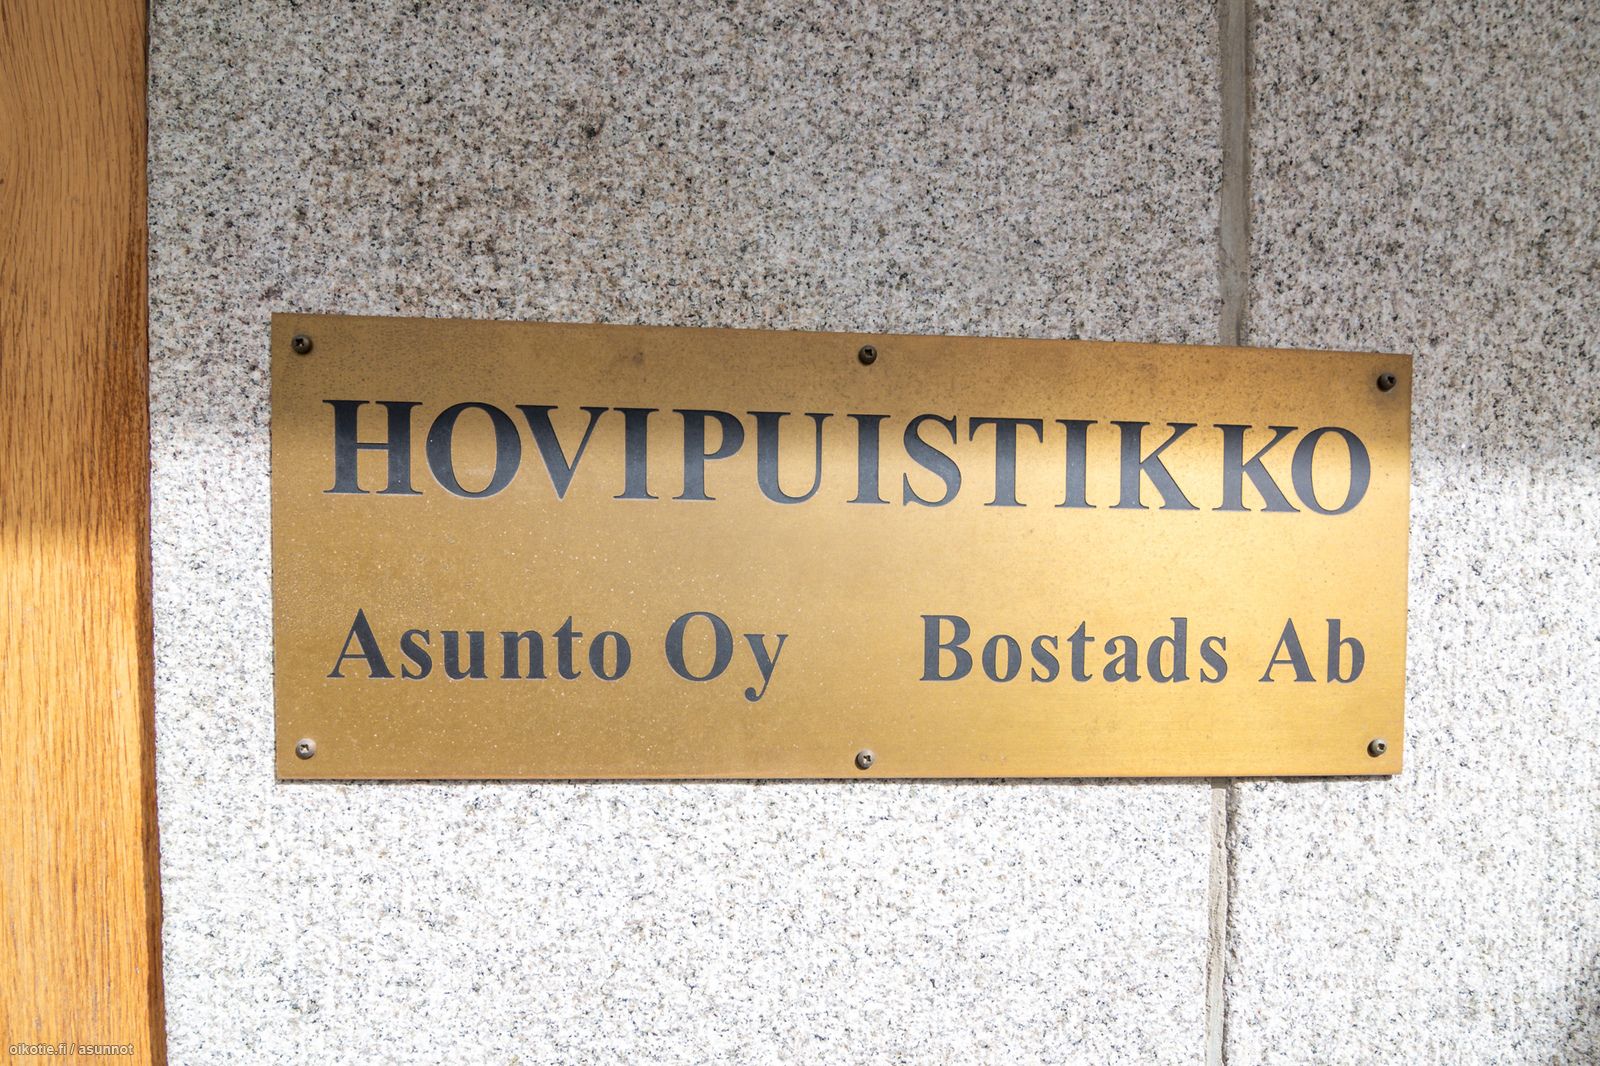 HOVIPUISTIKKO
Asunto Oy Bostads Ab
oikotie.fi / asunnot